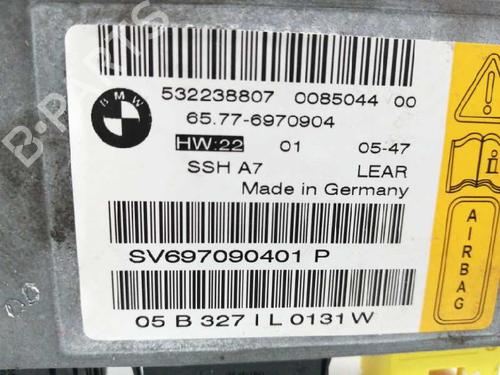 B-PARTS
BMW
532238807 0085044 00
65.77-6970904
HW:22 01 05-47
SSH A7 LEAR
Made in Germany
SV697090401 P
05 B 327 I L 0131 W
AIRBAG